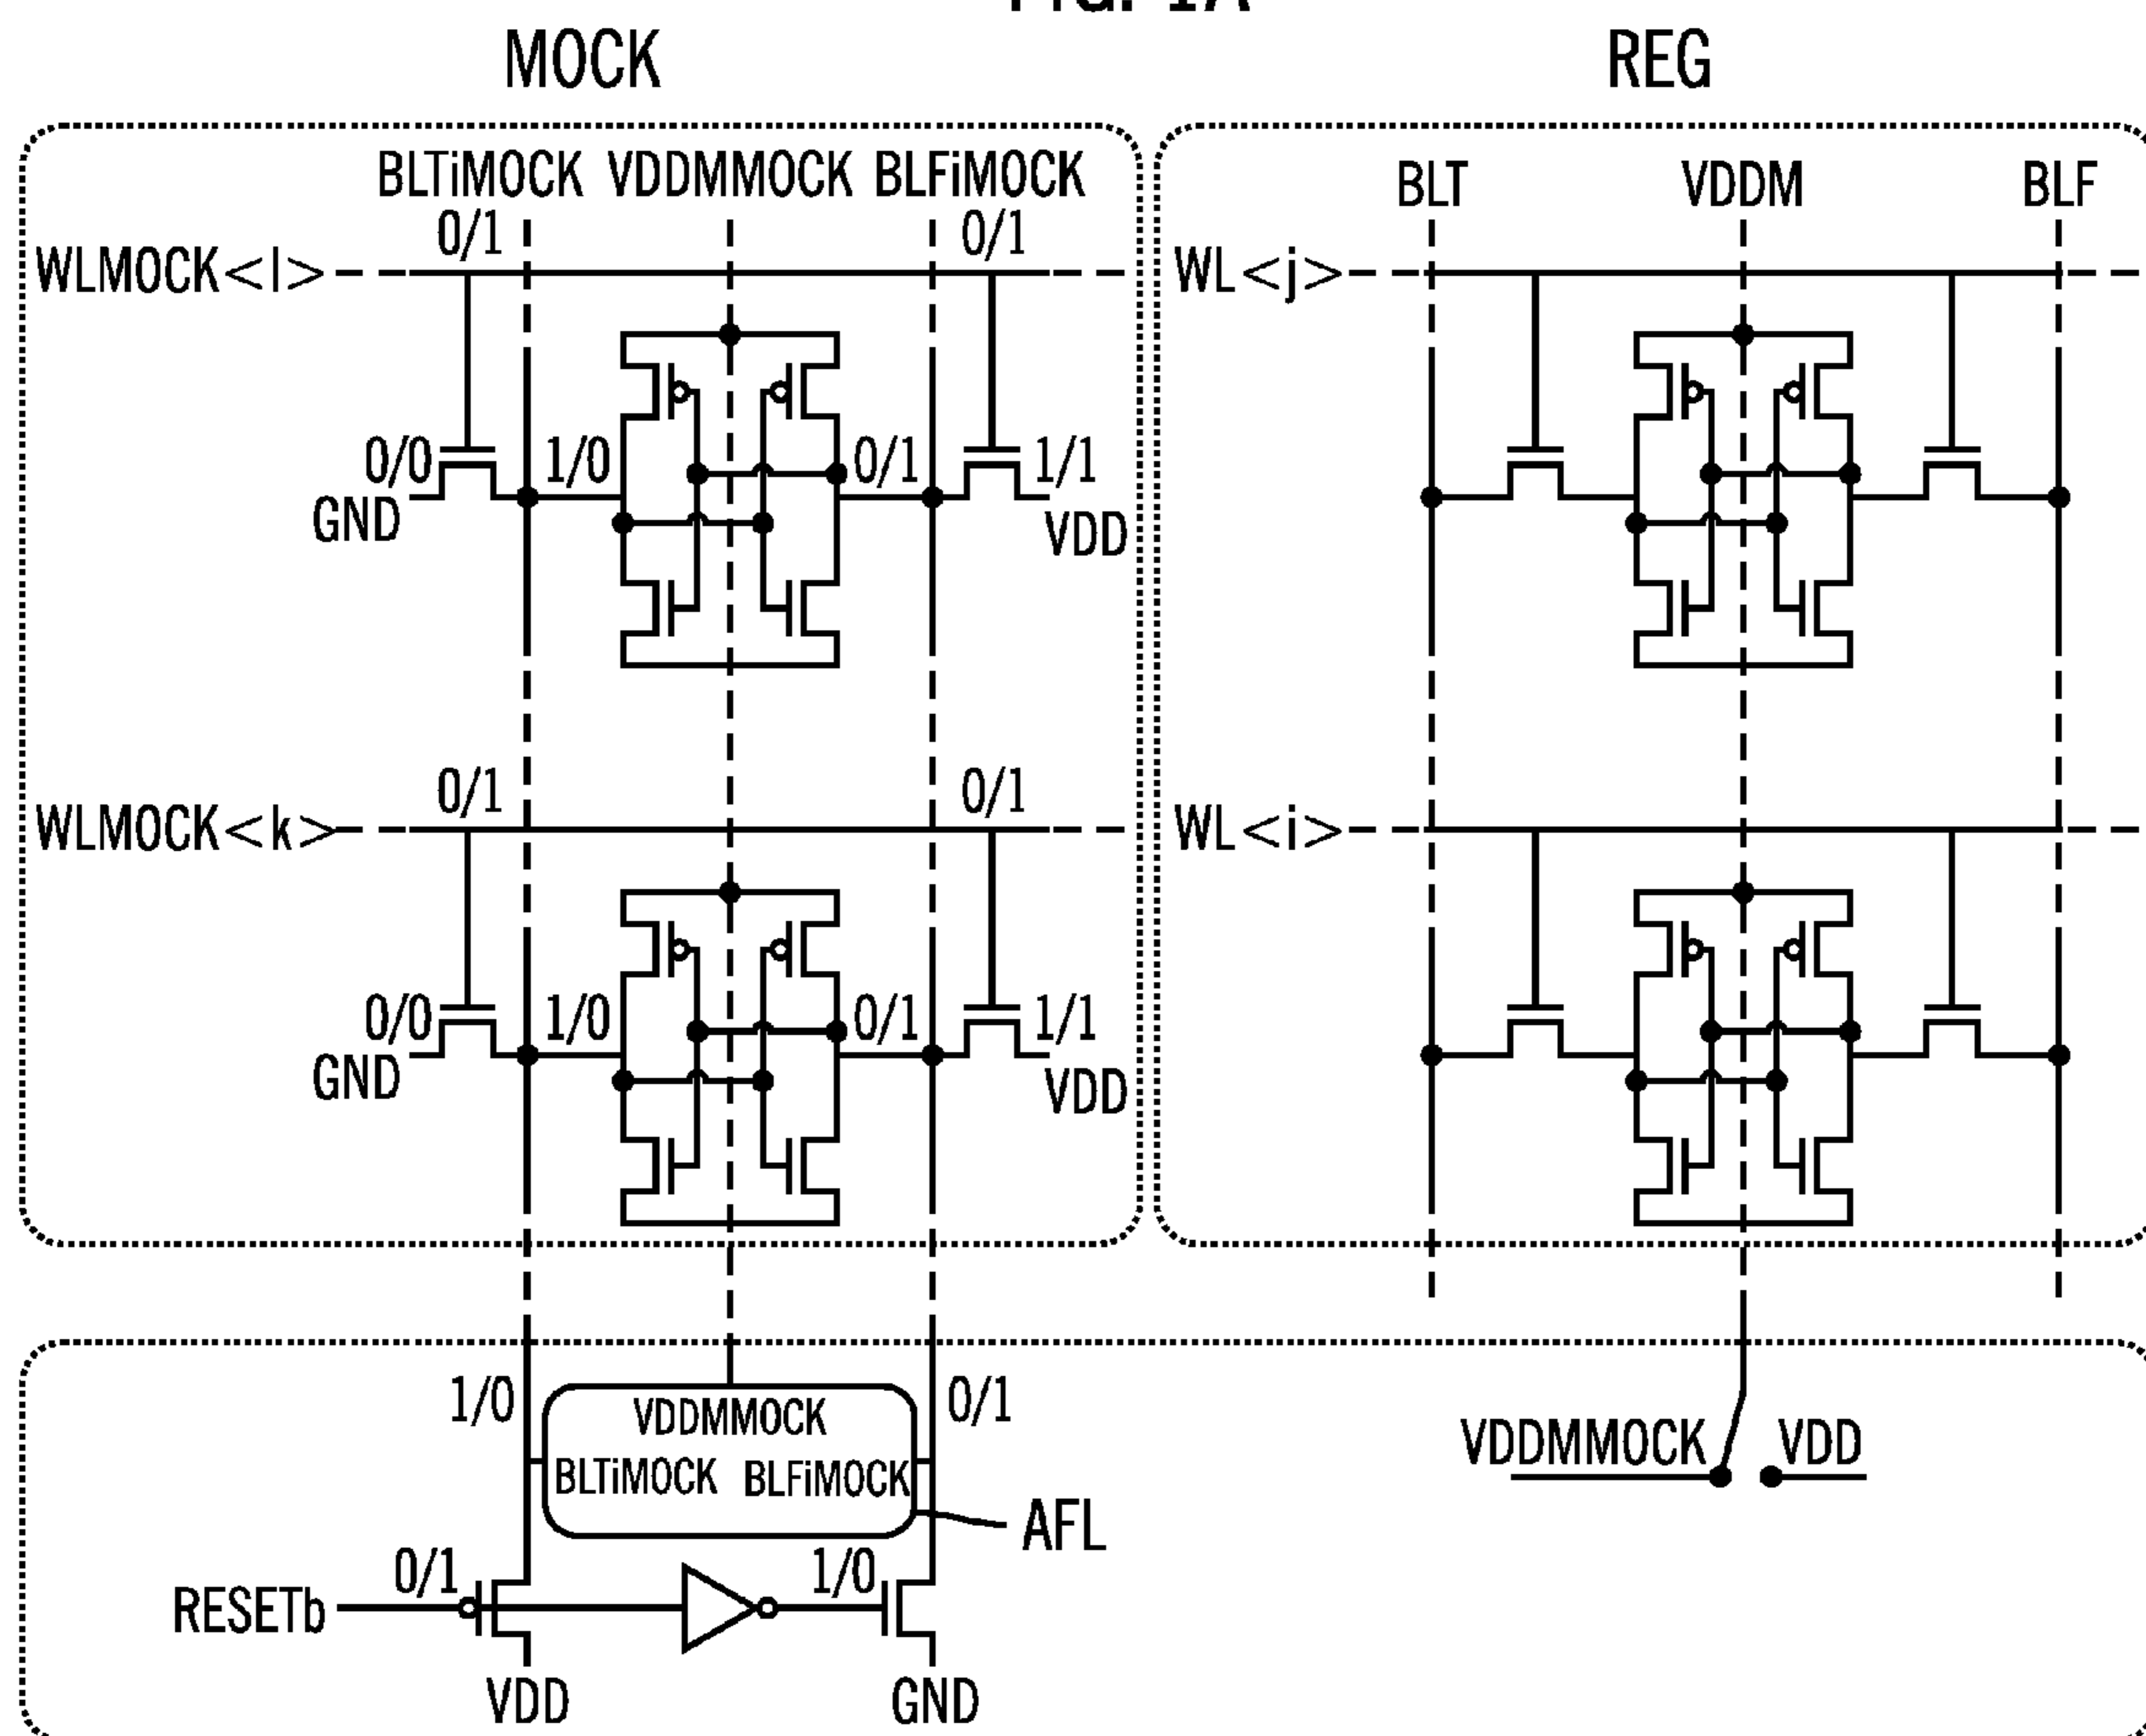 FIG. 1A
MOCK REG
BLTiMOCK VDDMMOCK BLFiMOCK BLT VDDM BLF
0/1 0/1
WLMOCK<l> WL<j>
0/0 1/0 0/1 1/1
GND VDD
0/1 0/1
WLMOCK<k> WL<i>
0/0 1/0 0/1 1/1
GND VDD
1/0 0/1
VDDMMOCK
VDDMMOCK VDD
BLTiMOCK BLFiMOCK
AFL
0/1 1/0
RESETb
VDD GND